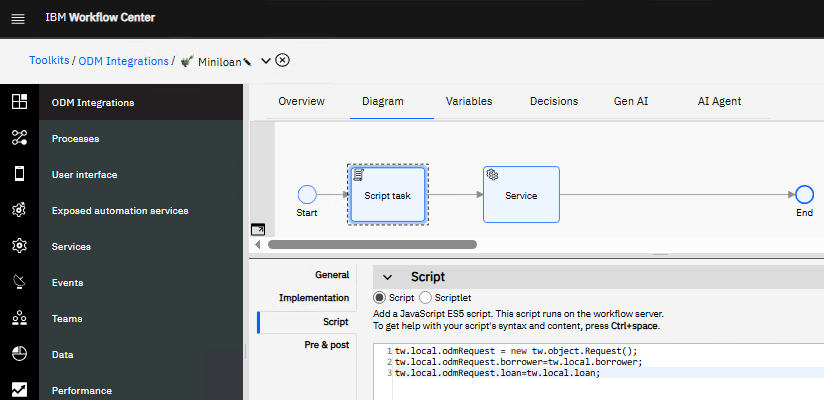 IBM Workflow Center
Toolkits / ODM Integrations / Miniloan
ODM Integrations
Processes
User interface
Exposed automation services
Services
Events
Teams
Data
Performance
Overview Diagram Variables Decisions Gen AI AI Agent
Start Script task Service End
General
Implementation
Script
Pre & post
Script
Script Scriptlet
Add a JavaScript ES5 script. This script runs on the workflow server.
To get help with your script's syntax and content, press Ctrl+space.
1 tw.local.odmRequest = new tw.object.Request();
2 tw.local.odmRequest.borrower=tw.local.borrower;
3 tw.local.odmRequest.loan=tw.local.loan;